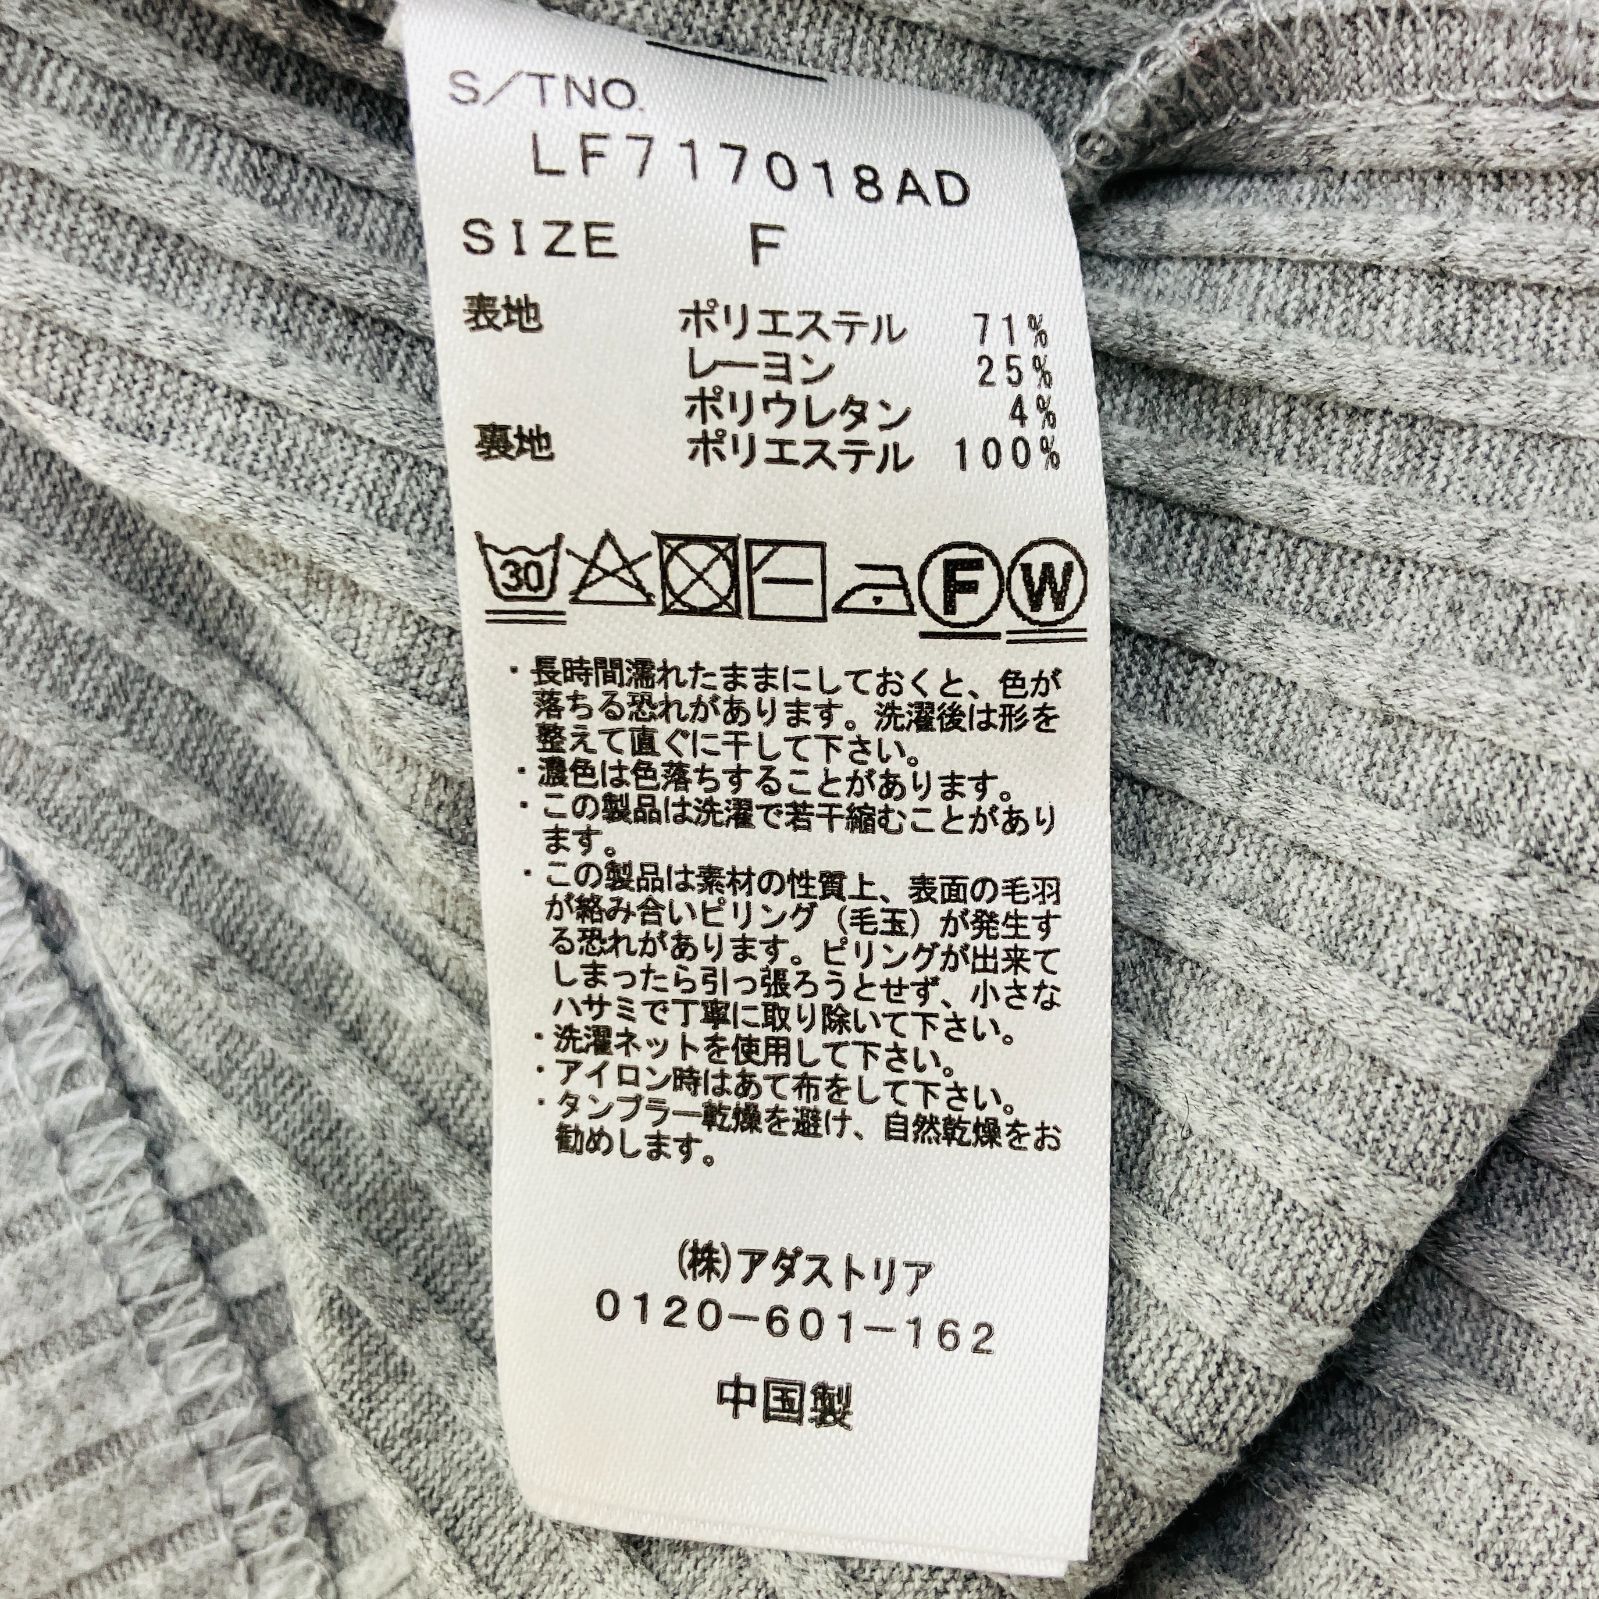 S/TNO.
LF717018AD
SIZE F
表地 ポリエステル 71%
レーヨン 25%
ポリウレタン 4%
裏地 ポリエステル 100%
30 F W
・長時間濡れたままにしておくと、色が
落ちる恐れがあります。洗濯後は形を
整えて直ぐに干して下さい。
・濃色は色落ちすることがあります。
・この製品は洗濯で若干縮むことがあり
ます。
・この製品は素材の性質上、表面の毛羽
が絡み合いピリング（毛玉）が発生す
る恐れがあります。ピリングが出来て
しまったら引っ張ろうとせず、小さな
ハサミで丁寧に取り除いて下さい。
・洗濯ネットを使用して下さい。
・アイロン時はあて布をして下さい。
・タンブラー乾燥を避け、自然乾燥をお
勧めします。
(株)アダストリア
0120-601-162
中国製